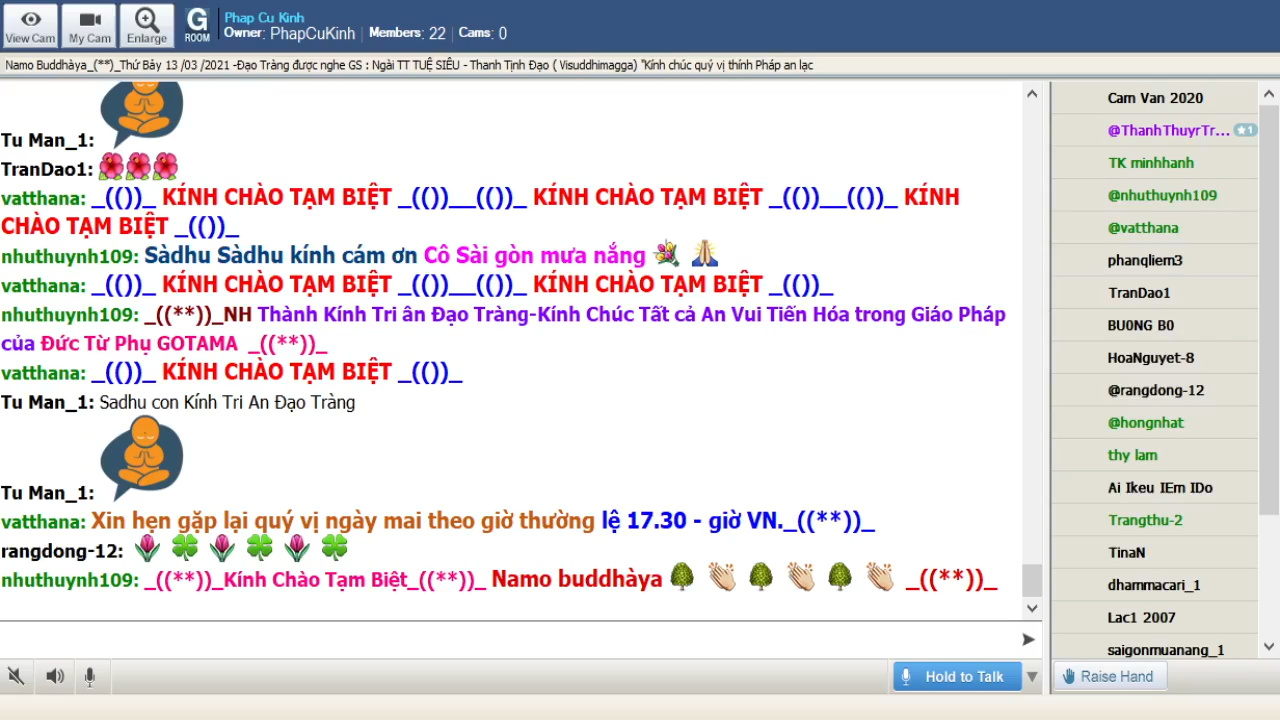 View Cam
My Cam
Enlarge
G
ROOM
Phap Cu Kinh
Owner: PhapCuKinh | Members: 22 | Cams: 0
Namo Buddhàya_(**)_Thứ Bảy 13 /03 /2021 -Đạo Tràng được nghe GS : Ngài TT TUỆ SIÊU - Thanh Tịnh Đạo ( Visuddhimagga) "Kính chúc quý vị thính Pháp an lạc
Tu Man_1:
TranDao1:
vatthana: _(())_ KÍNH CHÀO TẠM BIỆT _(())__(())_ KÍNH CHÀO TẠM BIỆT _(())__(())_ KÍNH
CHÀO TẠM BIỆT _(())_
nhuthuynh109: Sàdhu Sàdhu kính cám ơn Cô Sài gòn mưa nắng
vatthana: _(())_ KÍNH CHÀO TẠM BIỆT _(())__(())_ KÍNH CHÀO TẠM BIỆT _(())_
nhuthuynh109: _((**))_NH Thành Kính Tri ân Đạo Tràng-Kính Chúc Tất cả An Vui Tiến Hóa trong Giáo Pháp
của Đức Từ Phụ GOTAMA _((**))_
vatthana: _(())_ KÍNH CHÀO TẠM BIỆT _(())_
Tu Man_1: Sadhu con Kính Tri An Đạo Tràng
Tu Man_1:
vatthana: Xin hẹn gặp lại quý vị ngày mai theo giờ thường lệ 17.30 - giờ VN._(**))_
rangdong-12:
nhuthuynh109: _((**))_Kính Chào Tạm Biệt_((**))_ Namo buddhàya _((**))_
Hold to Talk
Cam Van 2020
@ThanhThuyrTr... ★1
TK minhhanh
@nhuthuynh109
@vatthana
phanqliem3
TranDao1
BU0NG B0
HoaNguyet-8
@rangdong-12
@hongnhat
thy lam
Ai Ikeu IEm IDo
Trangthu-2
TinaN
dhammacari_1
Lac1 2007
saigonmuanang_1
Raise Hand